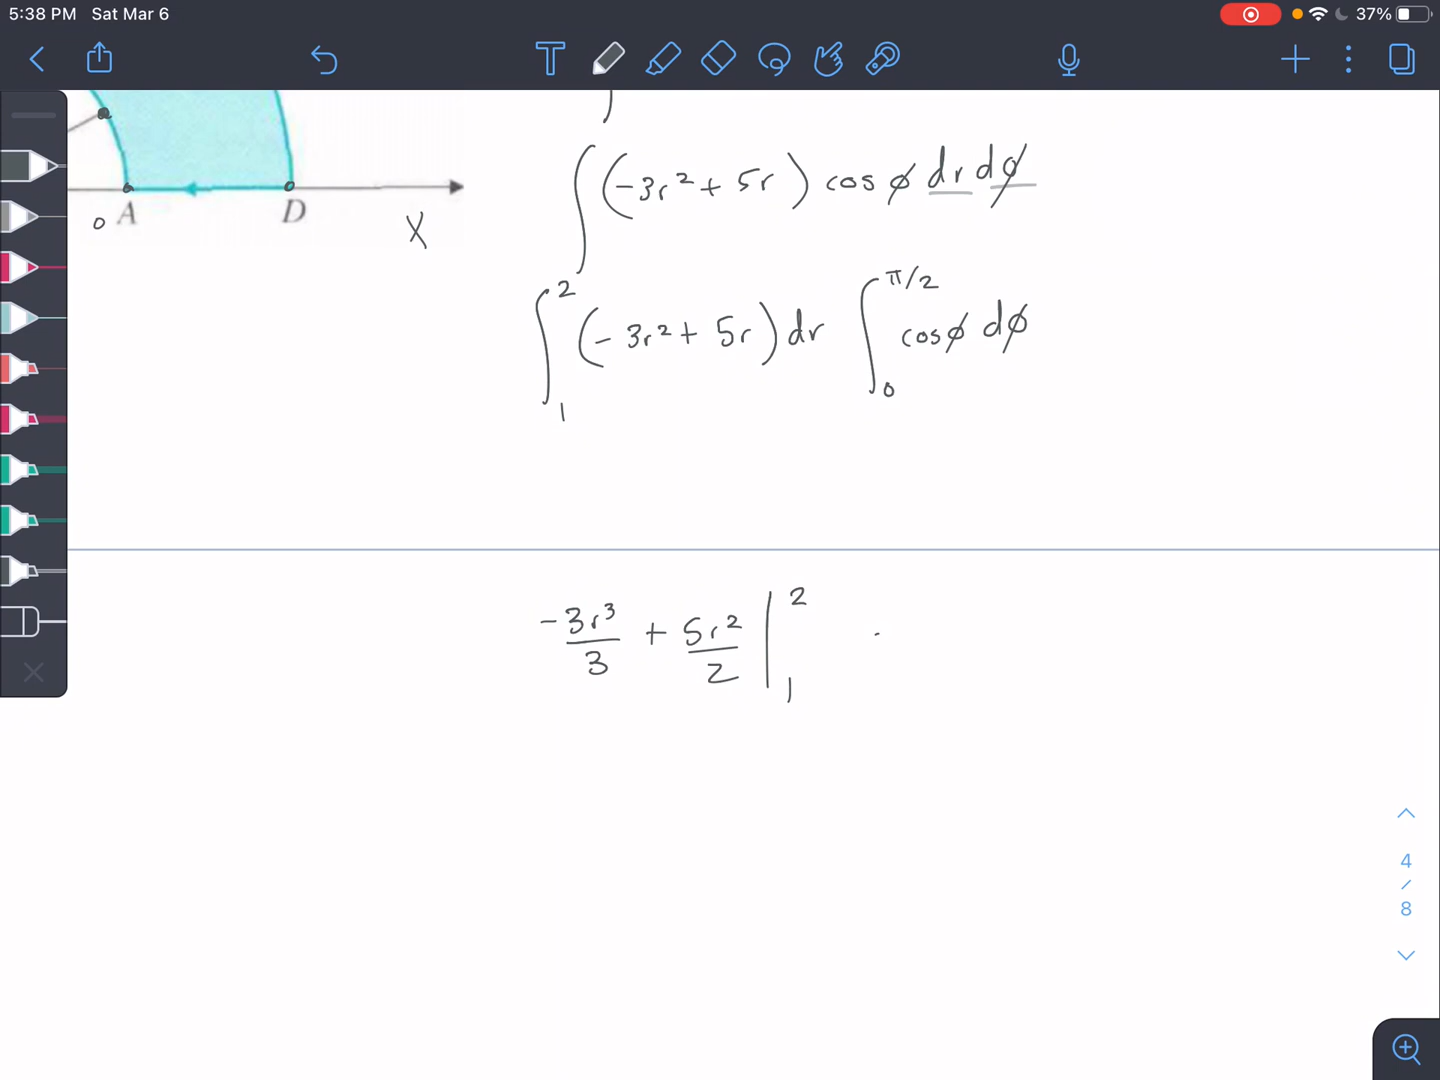 5:38 PM Sat Mar 6
37%
T
∫ (-3r² + 5r) cos ϕ dr dϕ
A D
o X
∫₁² (-3r² + 5r) dr ∫₀^π/2 cosϕ dϕ
-3r³/3 + 5r²/2 |₁² ·
4
/
8